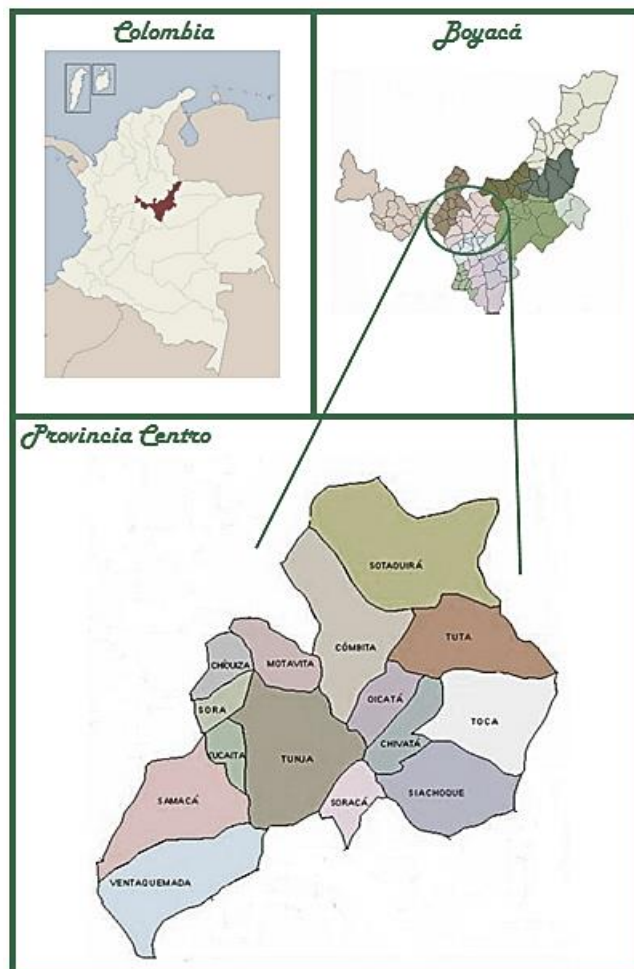 Colombia
Boyacá
Provincia Centro
SOTAQUIRÁ
CÓMBITA
TUTA
CHÍQUIZA
MOTAVITA
OICATÁ
SORA
TOCA
CHIVATÁ
CUCAITA
TUNJA
SIACHOQUE
SAMACÁ
SORACÁ
VENTAQUEMADA